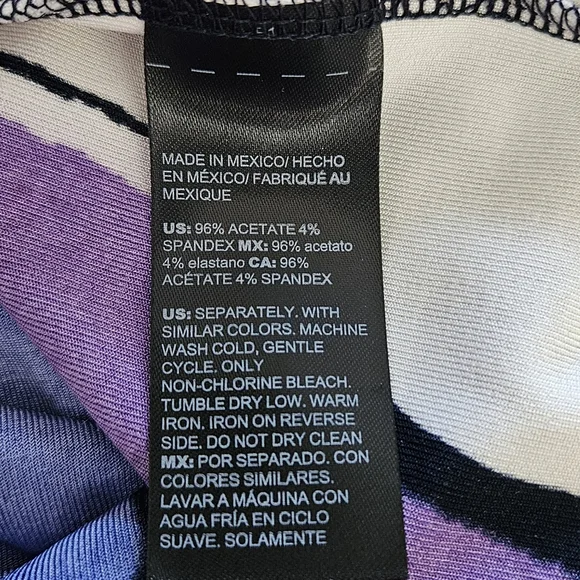 MADE IN MEXICO/ HECHO
EN MÉXICO/ FABRIQUÉ AU
MEXIQUE
US: 96% ACETATE 4%
SPANDEX MX: 96% acetato
4% elastano CA: 96%
ACÉTATE 4% SPANDEX
US: SEPARATELY. WITH
SIMILAR COLORS. MACHINE
WASH COLD, GENTLE
CYCLE. ONLY
NON-CHLORINE BLEACH.
TUMBLE DRY LOW. WARM
IRON. IRON ON REVERSE
SIDE. DO NOT DRY CLEAN
MX: POR SEPARADO. CON
COLORES SIMILARES.
LAVAR A MÁQUINA CON
AGUA FRÍA EN CICLO
SUAVE. SOLAMENTE